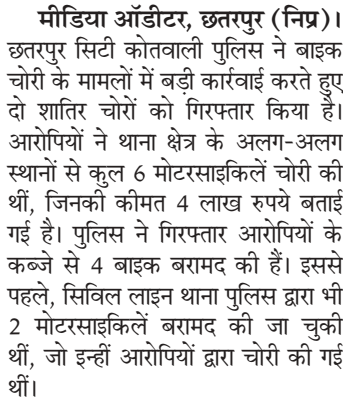 मीडिया ऑडीटर, छतरपुर (निप्र)।
छतरपुर सिटी कोतवाली पुलिस ने बाइक
चोरी के मामलों में बड़ी कार्रवाई करते हुए
दो शातिर चोरों को गिरफ्तार किया है।
आरोपियों ने थाना क्षेत्र के अलग-अलग
स्थानों से कुल 6 मोटरसाइकिलें चोरी की
थीं, जिनकी कीमत 4 लाख रुपये बताई
गई है। पुलिस ने गिरफ्तार आरोपियों के
कब्जे से 4 बाइक बरामद की हैं। इससे
पहले, सिविल लाइन थाना पुलिस द्वारा भी
2 मोटरसाइकिलें बरामद की जा चुकी
थीं, जो इन्हीं आरोपियों द्वारा चोरी की गई
थीं।